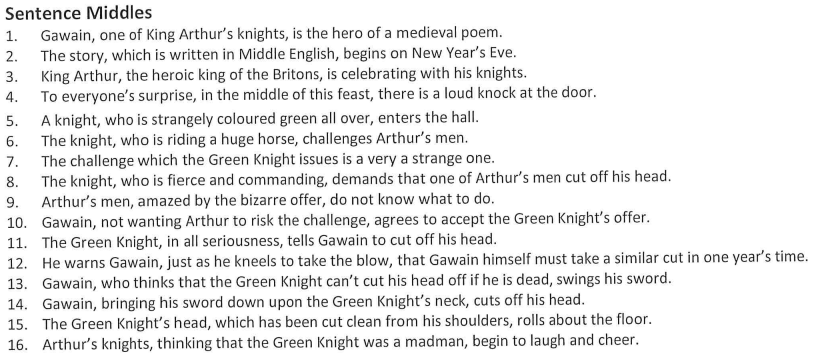 Sentence Middles
1. Gawain, one of King Arthur's knights, is the hero of a medieval poem.
2. The story, which is written in Middle English, begins on New Year's Eve.
3. King Arthur, the heroic king of the Britons, is celebrating with his knights.
4. To everyone's surprise, in the middle of this feast, there is a loud knock at the door.
5. A knight, who is strangely coloured green all over, enters the hall.
6. The knight, who is riding a huge horse, challenges Arthur's men.
7. The challenge which the Green Knight issues is a very a strange one.
8. The knight, who is fierce and commanding, demands that one of Arthur's men cut off his head.
9. Arthur's men, amazed by the bizarre offer, do not know what to do.
10. Gawain, not wanting Arthur to risk the challenge, agrees to accept the Green Knight's offer.
11. The Green Knight, in all seriousness, tells Gawain to cut off his head.
12. He warns Gawain, just as he kneels to take the blow, that Gawain himself must take a similar cut in one year's time.
13. Gawain, who thinks that the Green Knight can't cut his head off if he is dead, swings his sword.
14. Gawain, bringing his sword down upon the Green Knight's neck, cuts off his head.
15. The Green Knight's head, which has been cut clean from his shoulders, rolls about the floor.
16. Arthur's knights, thinking that the Green Knight was a madman, begin to laugh and cheer.